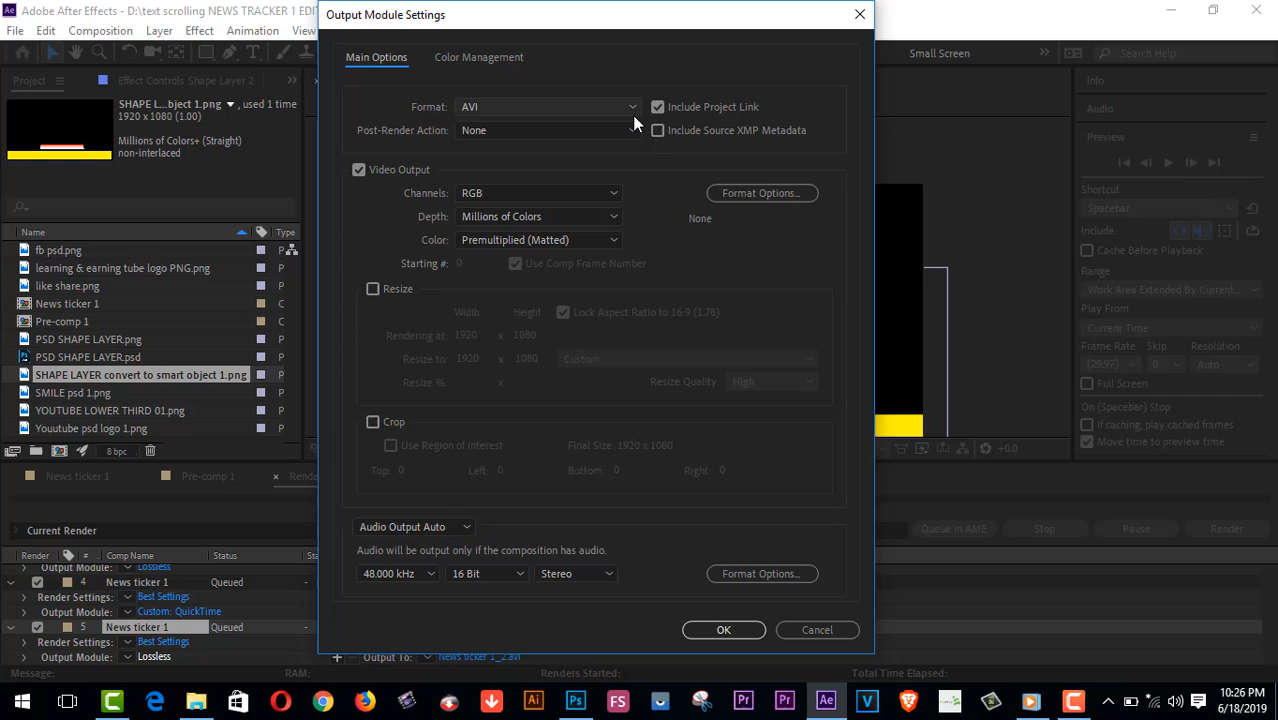 Adobe After Effects - D:\text scrolling NEWS TRACKER 1 EDIT
File Edit Composition Layer Effect Animation
Small Screen
Search Help
Project
Effect Controls Shape Layer 2
SHAPE L...bject 1.png, used 1 time
1920 x 1080 (1.00)
Millions of Colors+ (Straight)
non-interlaced
Name Type
fb psd.png P
learning & earning tube logo PNG.png P
like share.png P
News ticker 1 C
Pre-comp 1 C
PSD SHAPE LAYER.png P
PSD SHAPE LAYER.psd P
SHAPE LAYER convert to smart object 1.png P
SMILE psd 1.png P
YOUTUBE LOWER THIRD 01.png P
Youutube psd logo 1.png P
8 bpc
Output Module Settings
Main Options Color Management
Format: AVI
Include Project Link
Post-Render Action: None
Include Source XMP Metadata
Video Output
Channels: RGB
Format Options...
Depth: Millions of Colors
None
Color: Premultiplied (Matted)
Starting #: 0 Use Comp Frame Number
Resize
Width Height Lock Aspect Ratio to 16:9 (1.78)
Rendering at: 1920 x 1080
Resize to: 1920 x 1080 Custom
Resize %: x Resize Quality High
Crop
Use Region of Interest Final Size: 1920 x 1080
Top: 0 Left: 0 Bottom: 0 Right: 0
Audio Output Auto
Audio will be output only if the composition has audio.
48.000 kHz 16 Bit Stereo Format Options...
OK Cancel
Info
Audio
Preview
Shortcut
Spacebar
Include:
Cache Before Playback
Range
Work Area Extended By Current...
Play From
Current Time
Frame Rate Skip Resolution
(29.97) 0 Auto
Full Screen
On (Spacebar) Stop:
If caching, play cached frames
Move time to preview time
+0.0
News ticker 1 Pre-comp 1
Current Render
Queue in AME Stop Pause Render
Render # Comp Name Status
Output Module: Lossless
4 News ticker 1 Queued -
Render Settings: Best Settings
Output Module: Custom: QuickTime
5 News ticker 1 Queued -
Render Settings: Best Settings
Output Module: Lossless
Output To: News ticker 1_2.avi
Message: RAM: Renders Started: Total Time Elapsed:
10:26 PM
6/18/2019